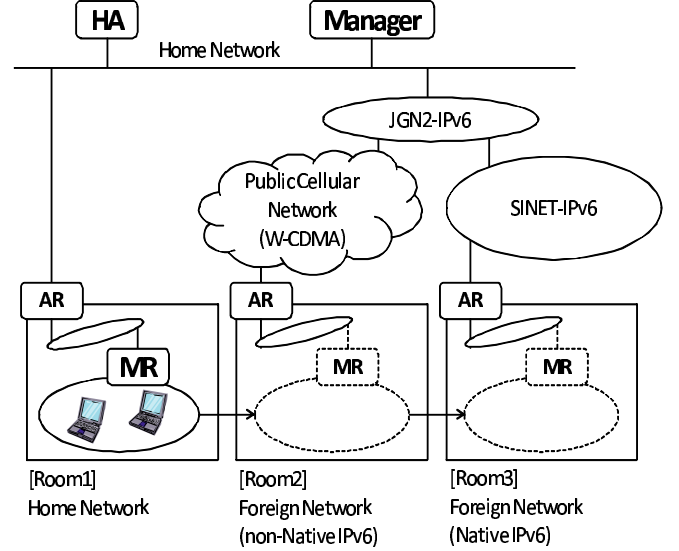 HA
Manager
Home Network
JGN2-IPv6
Public Cellular
Network
(W-CDMA)
SINET-IPv6
AR
AR
AR
MR
MR
MR
[Room1]
Home Network
[Room2]
Foreign Network
(non-Native IPv6)
[Room3]
Foreign Network
(Native IPv6)